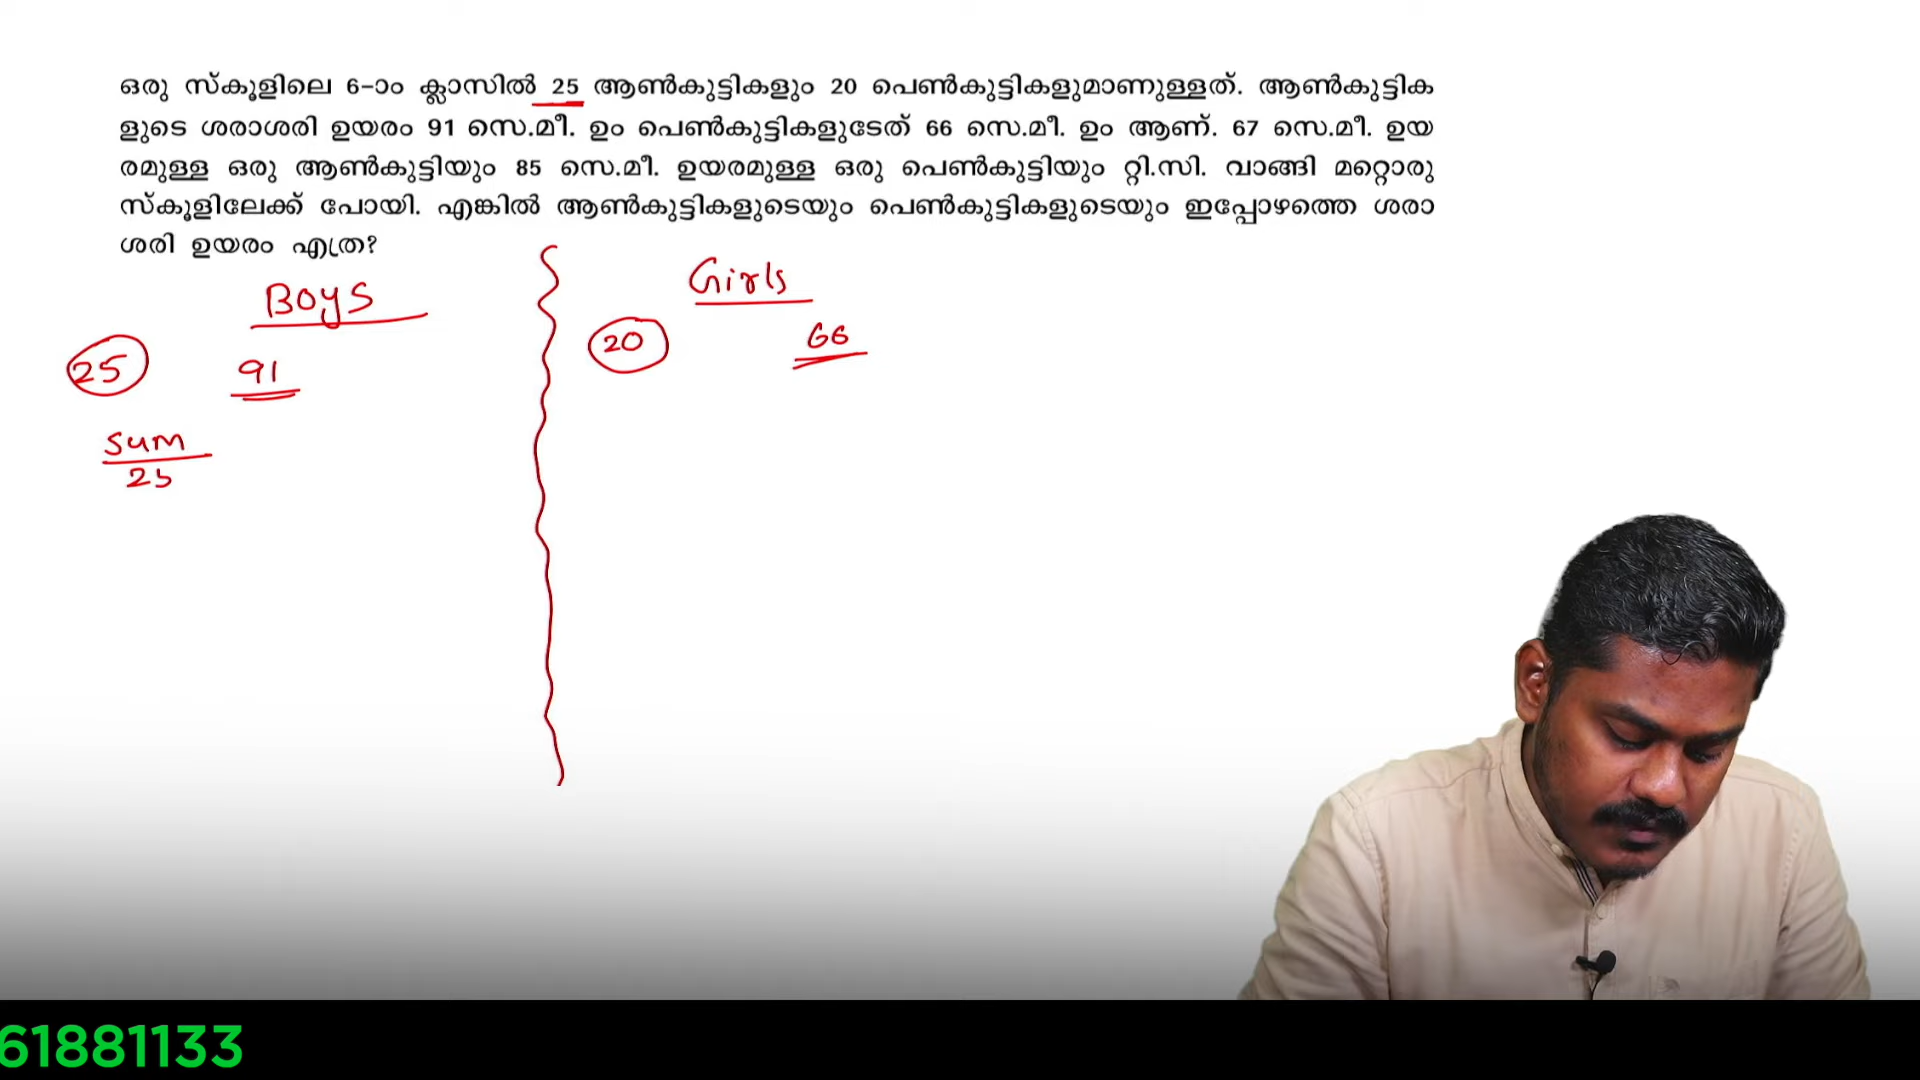 ഒരു സ്കൂളിലെ 6-ാം ക്ലാസിൽ 25 ആൺകുട്ടികളും 20 പെൺകുട്ടികളുമാണുള്ളത്. ആൺകുട്ടിക
ളുടെ ശരാശരി ഉയരം 91 സെ.മീ. ഉം പെൺകുട്ടികളുടേത് 66 സെ.മീ. ഉം ആണ്. 67 സെ.മീ. ഉയ
രമുള്ള ഒരു ആൺകുട്ടിയും 85 സെ.മീ. ഉയരമുള്ള ഒരു പെൺകുട്ടിയും റ്റി.സി. വാങ്ങി മറ്റൊരു
സ്കൂളിലേക്ക് പോയി. എങ്കിൽ ആൺകുട്ടികളുടെയും പെൺകുട്ടികളുടെയും ഇപ്പോഴത്തെ ശരാ
ശരി ഉയരം എത്ര?
Boys
25 91
Sum
25
Girls
20 66
61881133